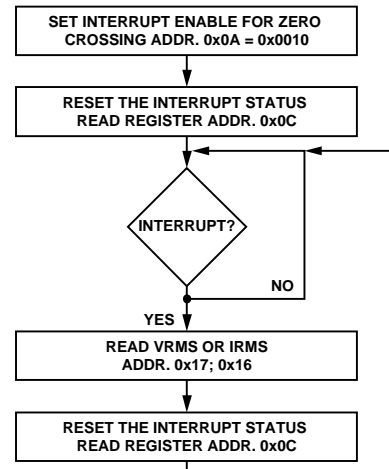 SET INTERRUPT ENABLE FOR ZERO
CROSSING ADDR. 0x0A = 0x0010
RESET THE INTERRUPT STATUS
READ REGISTER ADDR. 0x0C
INTERRUPT?
NO
YES
READ VRMS OR IRMS
ADDR. 0x17; 0x16
RESET THE INTERRUPT STATUS
READ REGISTER ADDR. 0x0C